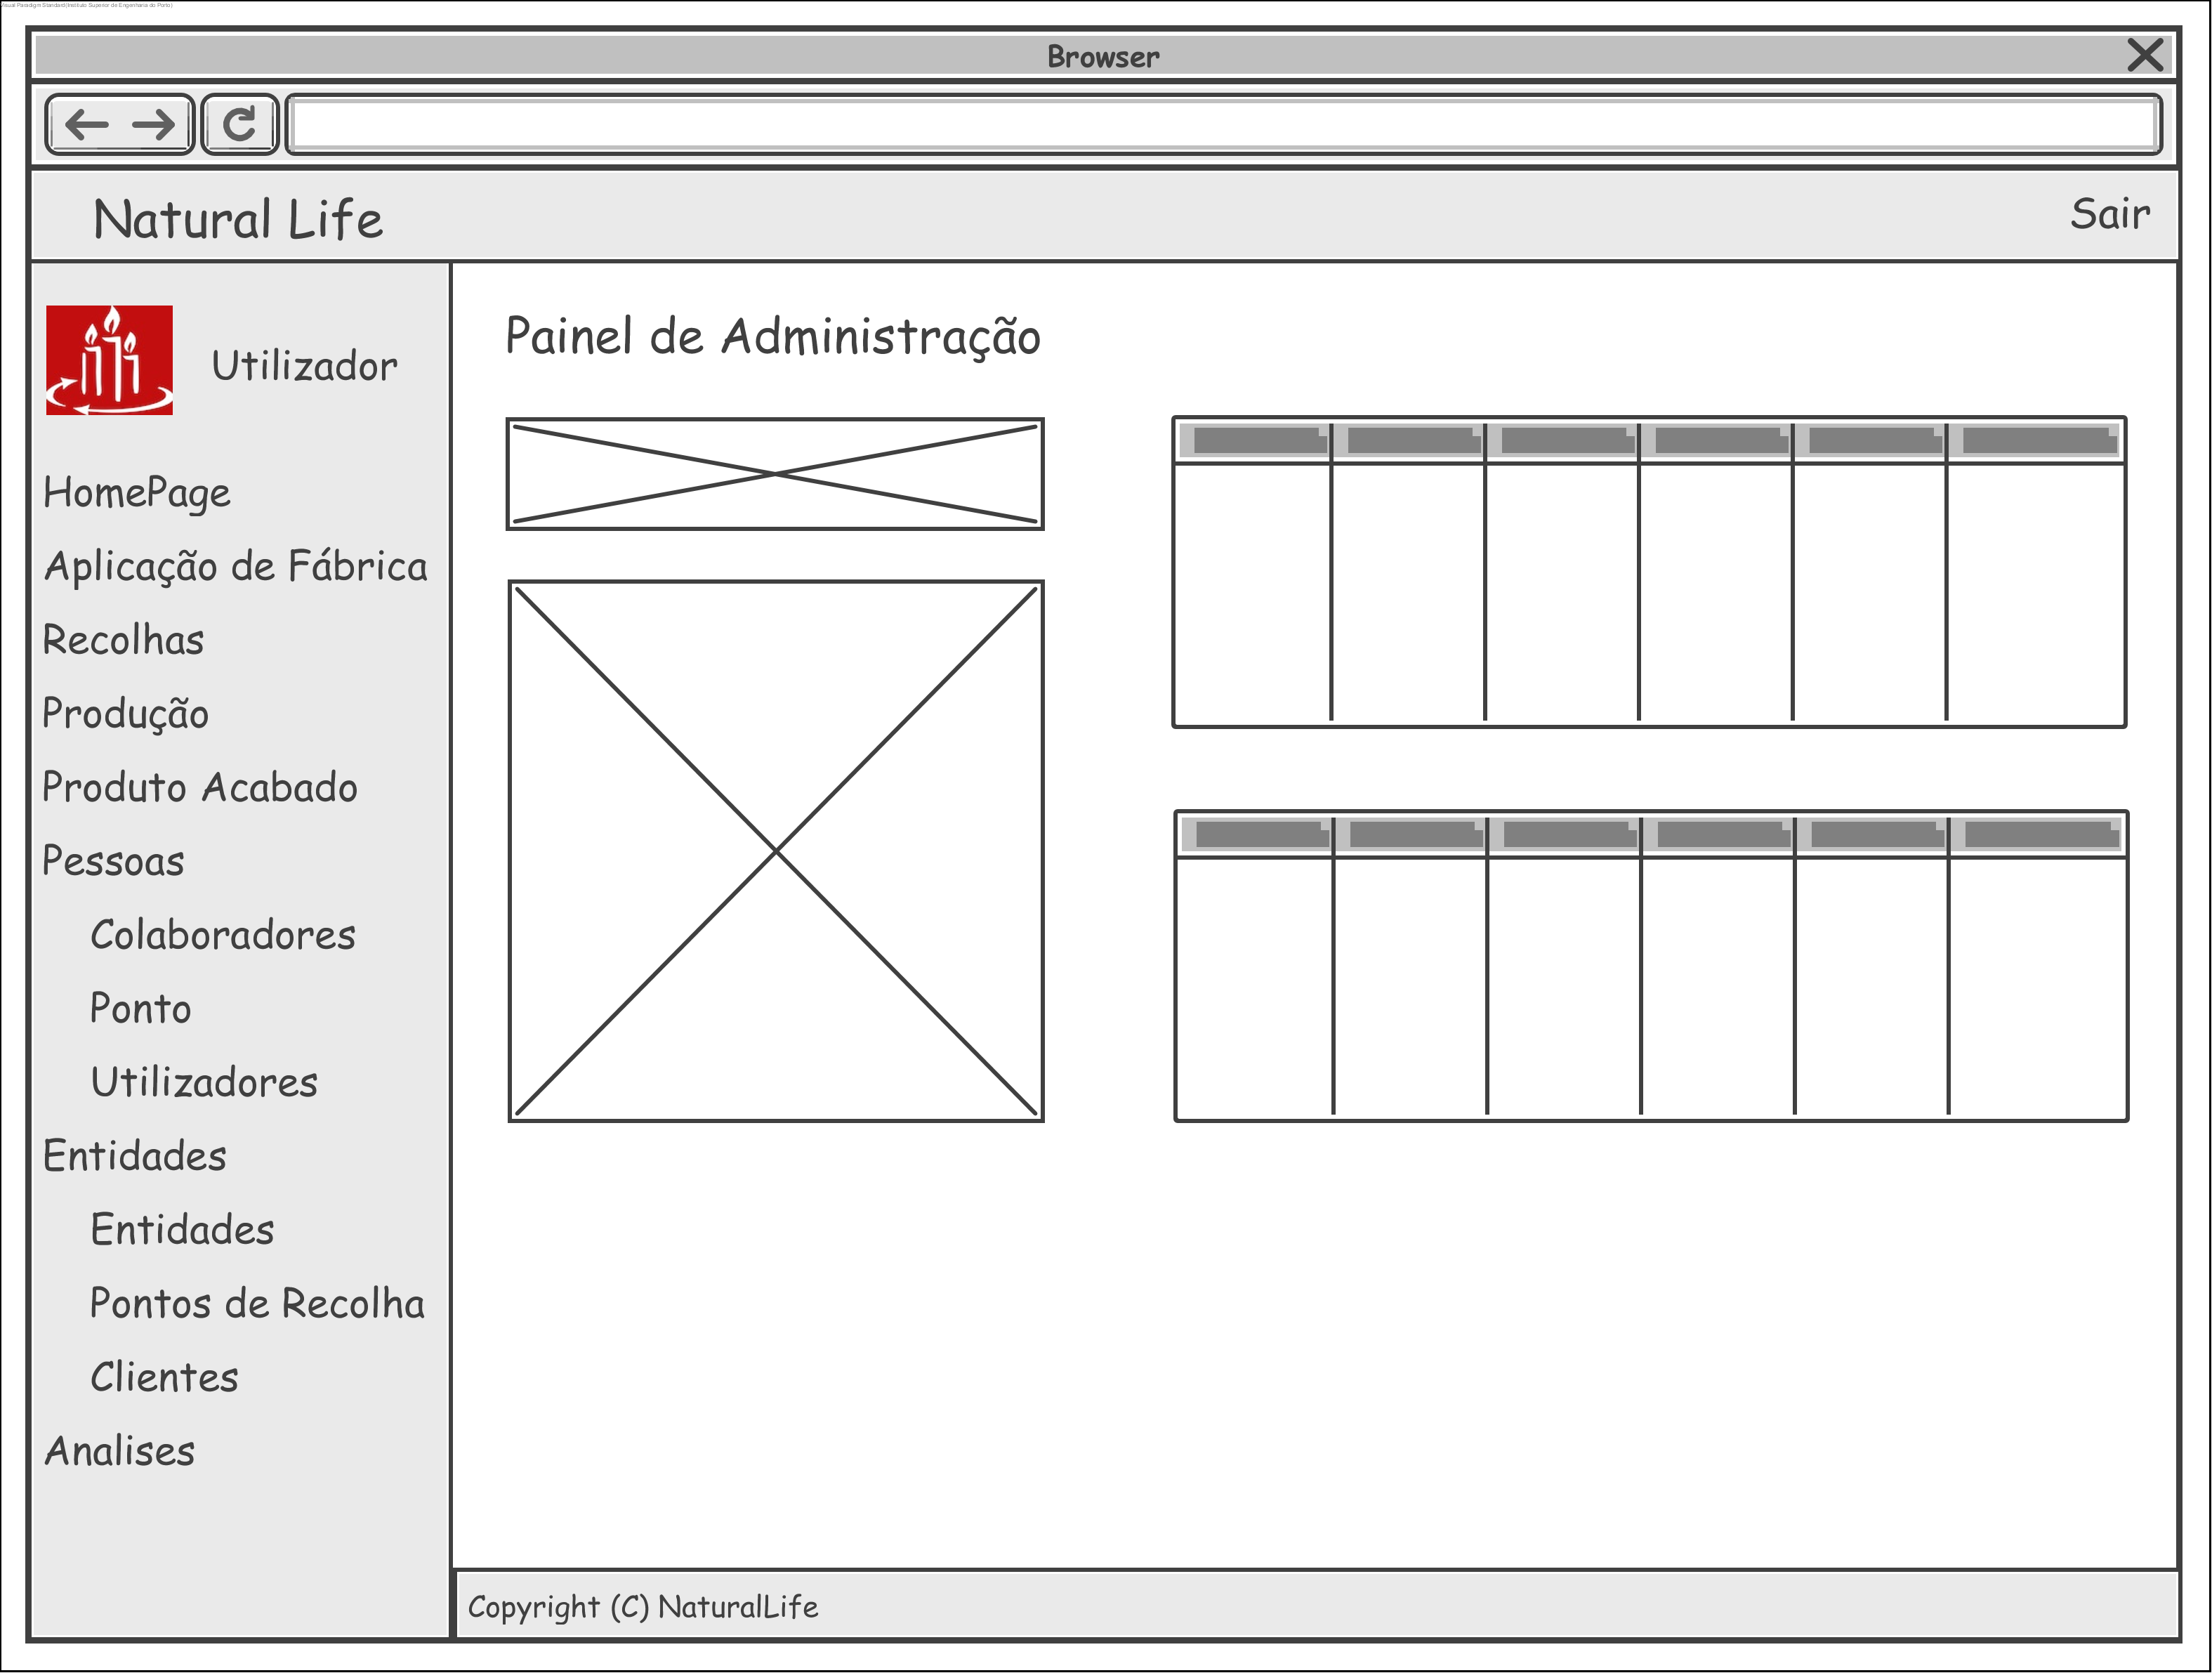 Visual Paradigm Standard(Instituto Superior de Engenharia do Porto)
Browser
Natural Life
Sair
Utilizador
HomePage
Aplicação de Fábrica
Recolhas
Produção
Produto Acabado
Pessoas
Colaboradores
Ponto
Utilizadores
Entidades
Entidades
Pontos de Recolha
Clientes
Analises
Painel de Administração
Copyright (C) NaturalLife